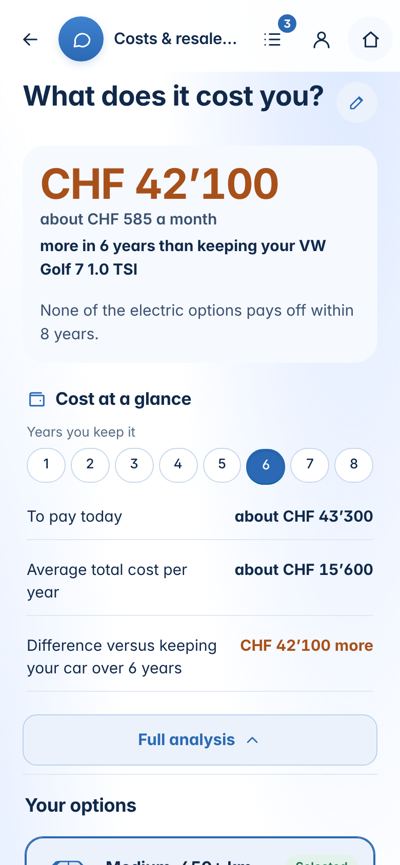 3
Costs & resale...
What does it cost you?
CHF 42’100
about CHF 585 a month
more in 6 years than keeping your VW
Golf 7 1.0 TSI
None of the electric options pays off within
8 years.
Cost at a glance
Years you keep it
1 2 3 4 5 6 7 8
To pay today about CHF 43’300
Average total cost per about CHF 15’600
year
Difference versus keeping CHF 42’100 more
your car over 6 years
Full analysis
Your options